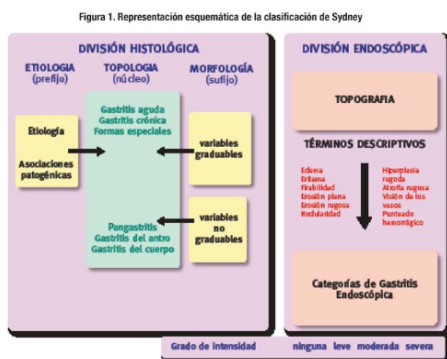 Figura 1. Representación esquemática de la clasificación de Sydney
DIVISIÓN HISTOLÓGICA
ETIOLOGIA
(prefijo)
TOPOLOGIA
(núcleo)
MORFOLOGÍA
(sufijo)
Etiología
Asociaciones
patogénicas
Gastritis aguda
Gastritis crónica
Formas especiales
Pangastritis
Gastritis del antro
Gastritis del cuerpo
variables
graduables
variables
no
graduables
DIVISIÓN ENDOSCÓPICA
TOPOGRAFIA
TÉRMINOS DESCRIPTIVOS
Edema
Eritema
Friabilidad
Erosión plana
Erosión rugosa
Nodularidad
Hiperplasia
rugosa
Atrofia rugosa
Visión de los
vasos
Punteado
hemorrágico
Categorías de Gastritis
Endoscópica
Grado de intensidad ninguna leve moderada severa